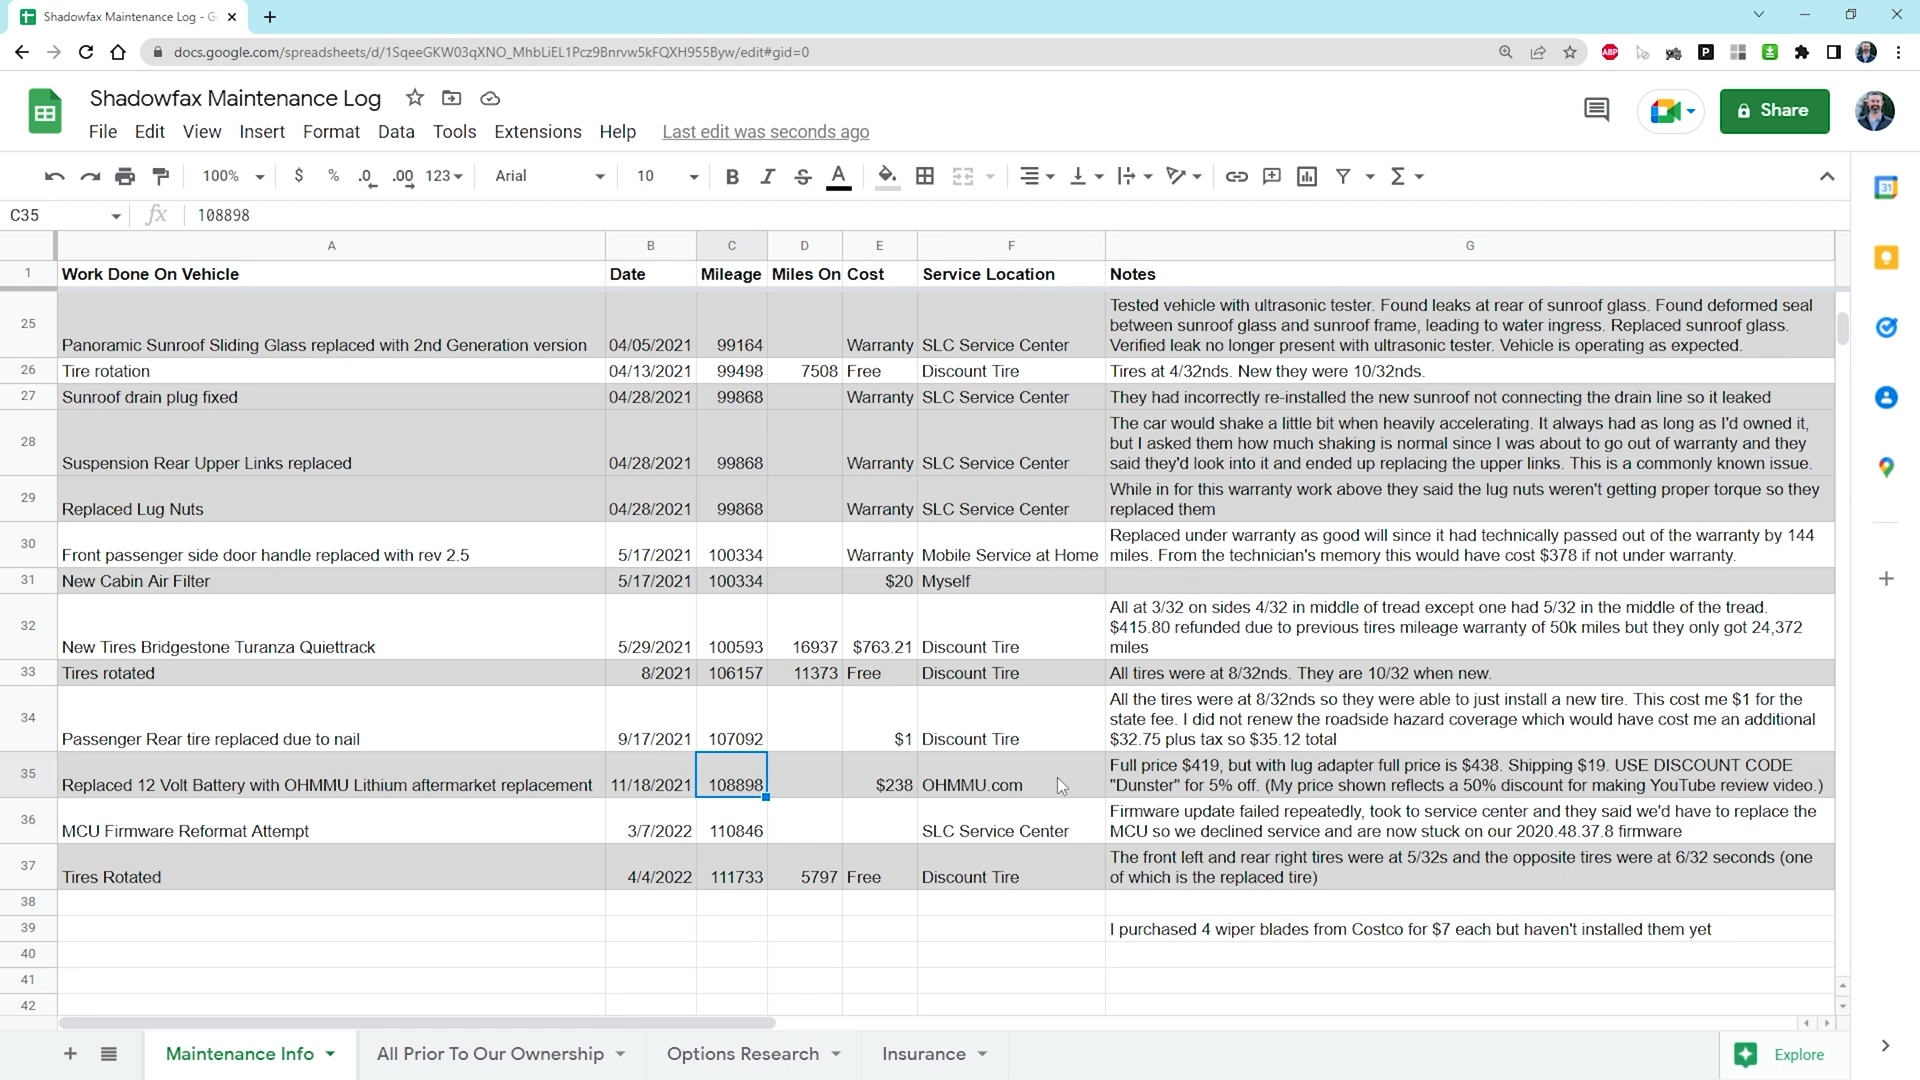 Shadowfax Maintenance Log - G
docs.google.com/spreadsheets/d/1SqeeGKW03qXNO_MhbLiEL1Pcz9Bnrvw5kFQXH955Byw/edit#gid=0
ABP
P
Shadowfax Maintenance Log
Share
File Edit View Insert Format Data Tools Extensions Help Last edit was seconds ago
100% $ % .0 .00 123 Arial 10 B I S A
31
C35 fx 108898
A B C D E F G
1 Work Done On Vehicle Date Mileage Miles On Cost Service Location Notes
Tested vehicle with ultrasonic tester. Found leaks at rear of sunroof glass. Found deformed seal
25 between sunroof glass and sunroof frame, leading to water ingress. Replaced sunroof glass.
Panoramic Sunroof Sliding Glass replaced with 2nd Generation version 04/05/2021 99164 Warranty SLC Service Center Verified leak no longer present with ultrasonic tester. Vehicle is operating as expected.
26 Tire rotation 04/13/2021 99498 7508 Free Discount Tire Tires at 4/32nds. New they were 10/32nds.
27 Sunroof drain plug fixed 04/28/2021 99868 Warranty SLC Service Center They had incorrectly re-installed the new sunroof not connecting the drain line so it leaked
The car would shake a little bit when heavily accelerating. It always had as long as I'd owned it,
28 but I asked them how much shaking is normal since I was about to go out of warranty and they
Suspension Rear Upper Links replaced 04/28/2021 99868 Warranty SLC Service Center said they'd look into it and ended up replacing the upper links. This is a commonly known issue.
29 While in for this warranty work above they said the lug nuts weren't getting proper torque so they
Replaced Lug Nuts 04/28/2021 99868 Warranty SLC Service Center replaced them
30 Replaced under warranty as good will since it had technically passed out of the warranty by 144
Front passenger side door handle replaced with rev 2.5 5/17/2021 100334 Warranty Mobile Service at Home miles. From the technician's memory this would have cost $378 if not under warranty.
31 New Cabin Air Filter 5/17/2021 100334 $20 Myself
All at 3/32 on sides 4/32 in middle of tread except one had 5/32 in the middle of the tread.
32 $415.80 refunded due to previous tires mileage warranty of 50k miles but they only got 24,372
New Tires Bridgestone Turanza Quiettrack 5/29/2021 100593 16937 $763.21 Discount Tire miles
33 Tires rotated 8/2021 106157 11373 Free Discount Tire All tires were at 8/32nds. They are 10/32 when new.
All the tires were at 8/32nds so they were able to just install a new tire. This cost me $1 for the
34 state fee. I did not renew the roadside hazard coverage which would have cost me an additional
Passenger Rear tire replaced due to nail 9/17/2021 107092 $1 Discount Tire $32.75 plus tax so $35.12 total
35 Full price $419, but with lug adapter full price is $438. Shipping $19. USE DISCOUNT CODE
Replaced 12 Volt Battery with OHMMU Lithium aftermarket replacement 11/18/2021 108898 $238 OHMMU.com "Dunster" for 5% off. (My price shown reflects a 50% discount for making YouTube review video.)
36 Firmware update failed repeatedly, took to service center and they said we'd have to replace the
MCU Firmware Reformat Attempt 3/7/2022 110846 SLC Service Center MCU so we declined service and are now stuck on our 2020.48.37.8 firmware
37 The front left and rear right tires were at 5/32s and the opposite tires were at 6/32 seconds (one
Tires Rotated 4/4/2022 111733 5797 Free Discount Tire of which is the replaced tire)
38
39 I purchased 4 wiper blades from Costco for $7 each but haven't installed them yet
40
41
42
Maintenance Info All Prior To Our Ownership Options Research Insurance Explore